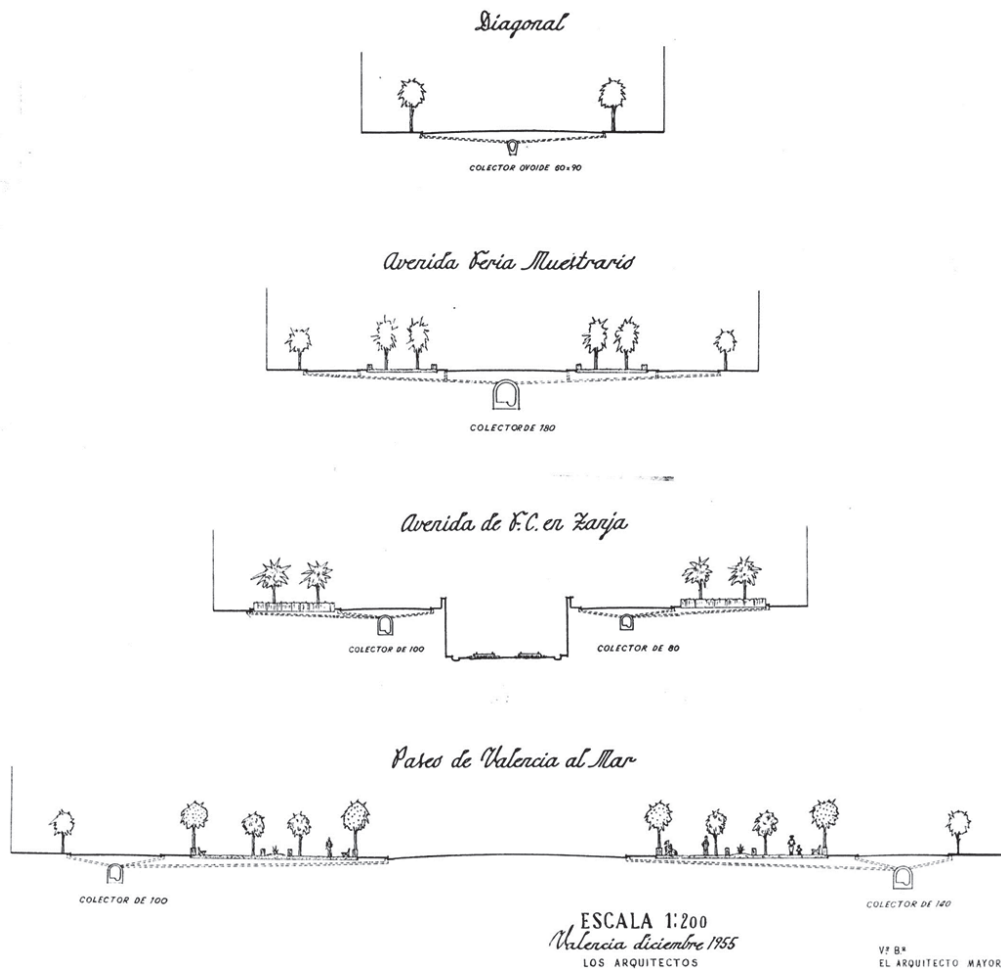 Diagonal
COLECTOR OVOIDE 60x90
Avenida Feria Muestrario
COLECTOR DE 180
Avenida de F.C. en Zanja
COLECTOR DE 100
COLECTOR DE 80
Paseo de Valencia al Mar
COLECTOR DE 100
COLECTOR DE 120
ESCALA 1:200
Valencia diciembre 1955
LOS ARQUITECTOS
Vº Bº
EL ARQUITECTO MAYOR